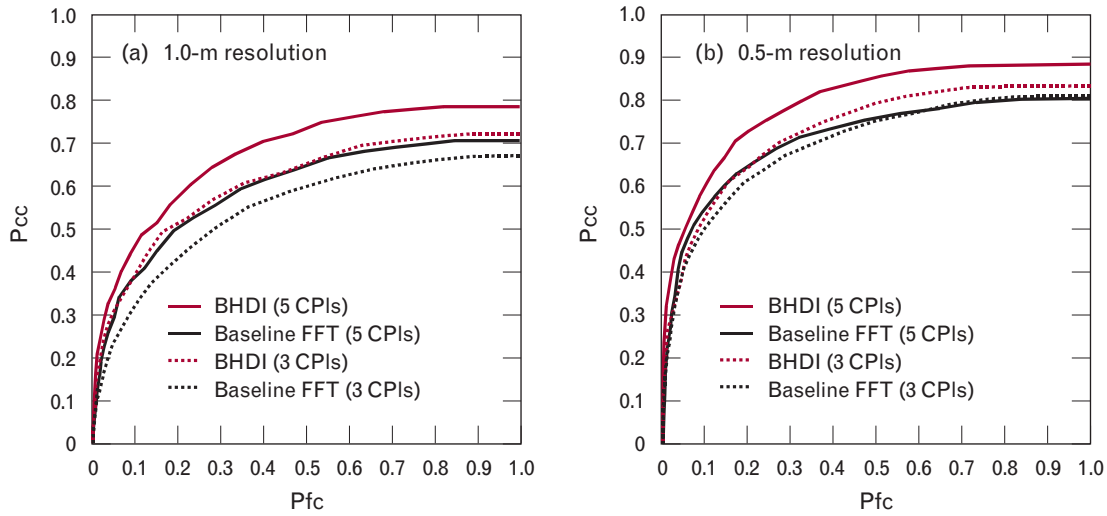 (a) 1.0-m resolution
Pcc
1.0
0.9
0.8
0.7
0.6
0.5
0.4
0.3
0.2
0.1
0
BHDI (5 CPIs)
Baseline FFT (5 CPIs)
BHDI (3 CPIs)
Baseline FFT (3 CPIs)
0 0.1 0.2 0.3 0.4 0.5 0.6 0.7 0.8 0.9 1.0
Pfc
(b) 0.5-m resolution
Pcc
1.0
0.9
0.8
0.7
0.6
0.5
0.4
0.3
0.2
0.1
0
BHDI (5 CPIs)
Baseline FFT (5 CPIs)
BHDI (3 CPIs)
Baseline FFT (3 CPIs)
0 0.1 0.2 0.3 0.4 0.5 0.6 0.7 0.8 0.9 1.0
Pfc